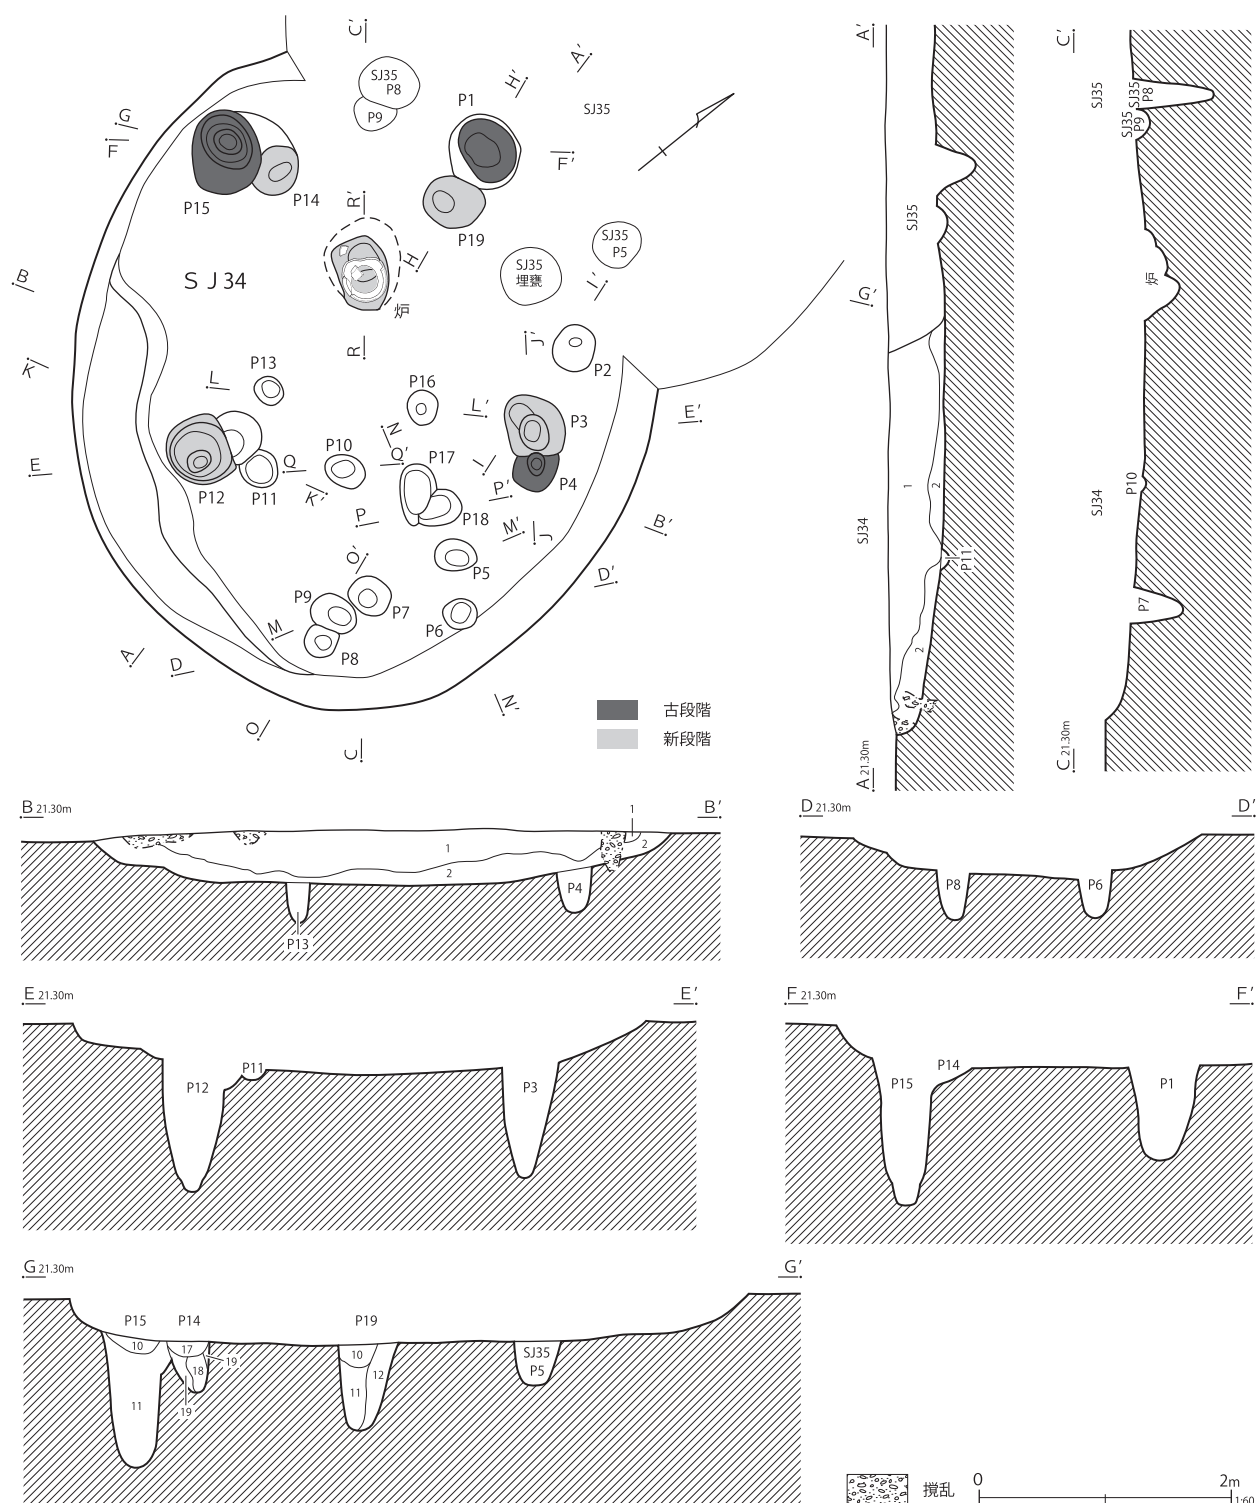 C′
A′
H′
SJ35
P8
P9
P1
SJ35
G
F
F′
P15
P14
R′
P19
SJ35
P5
H
SJ35
埋甕
I′
B
SJ34
炉
J′
R
P2
K
P13
L
P16
L′
P3
E′
E
N
Q′
P17
P10
Q
I
P4
P12
P11
K′
P′
P
P18
M′
J
B′
O′
P5
D′
P9
P7
M
P6
P8
A
D
N′
O
C
古段階
新段階
A′
SJ35
G′
1
2
SJ34
P11
2
A 21.30m
C′
SJ35
SJ35
P8
SJ35
P9
炉
P10
SJ34
P7
C 21.30m
B 21.30m
B′
1
1
2
2
P4
P13
D 21.30m
D′
P8
P6
E 21.30m
E′
P11
P12
P3
F 21.30m
F′
P14
P15
P1
G 21.30m
G′
P15
P14
P19
10
17
19
18
11
19
10
12
11
SJ35
P5
撹乱
0
2m
1:60